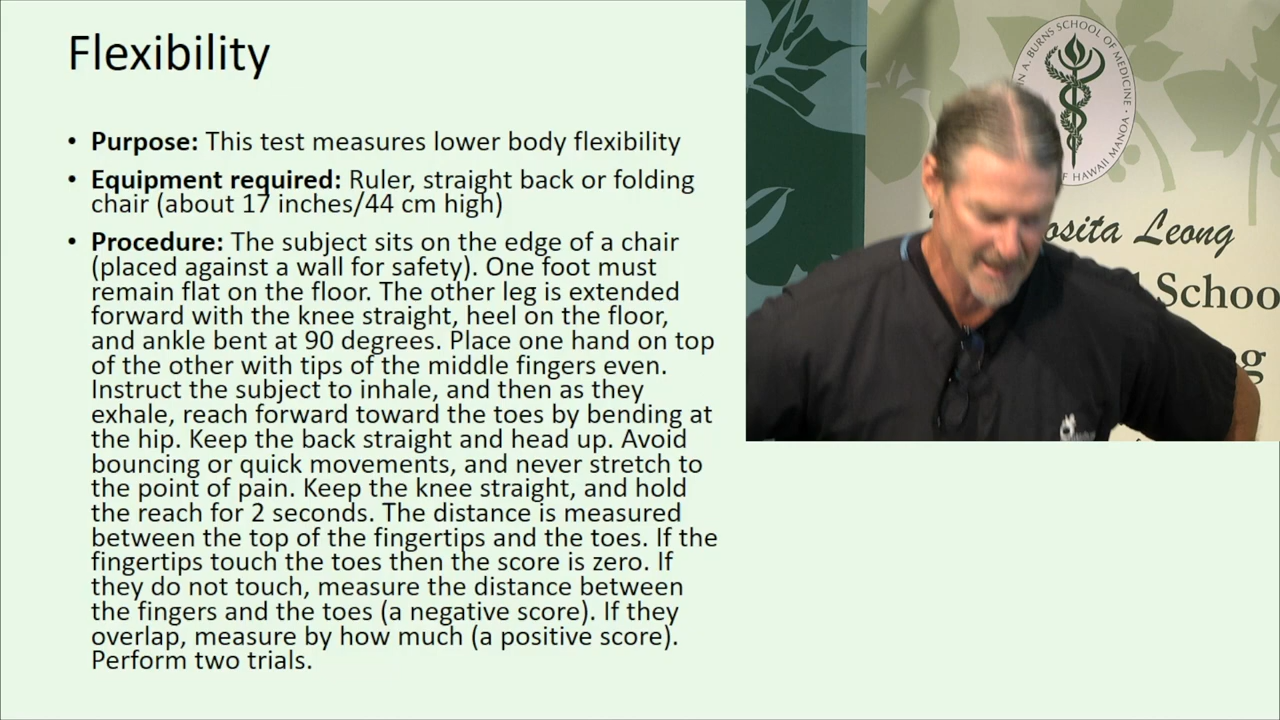 Flexibility
• Purpose: This test measures lower body flexibility
• Equipment required: Ruler, straight back or folding
chair (about 17 inches/44 cm high)
• Procedure: The subject sits on the edge of a chair
(placed against a wall for safety). One foot must
remain flat on the floor. The other leg is extended
forward with the knee straight, heel on the floor,
and ankle bent at 90 degrees. Place one hand on top
of the other with tips of the middle fingers even.
Instruct the subject to inhale, and then as they
exhale, reach forward toward the toes by bending at
the hip. Keep the back straight and head up. Avoid
bouncing or quick movements, and never stretch to
the point of pain. Keep the knee straight, and hold
the reach for 2 seconds. The distance is measured
between the top of the fingertips and the toes. If the
fingertips touch the toes then the score is zero. If
they do not touch, measure the distance between
the fingers and the toes (a negative score). If they
overlap, measure by how much (a positive score).
Perform two trials.
N A. BURNS SCHOOL OF MEDICINE •
OF HAWAII MANOA
osita Leong
Schoo
g